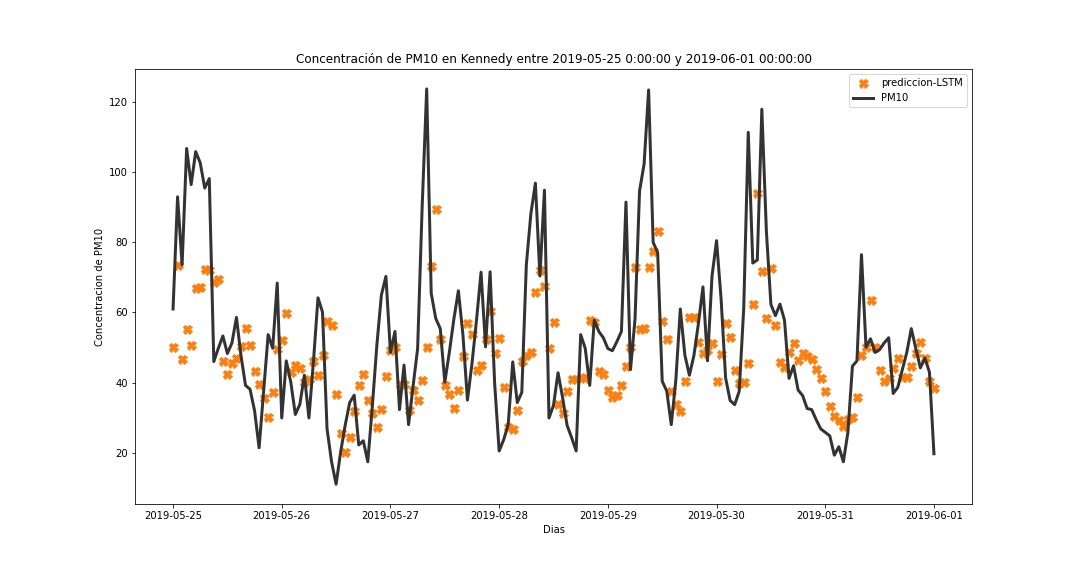 Concentración de PM10 en Kennedy entre 2019-05-25 0:00:00 y 2019-06-01 00:00:00
prediccion-LSTM
PM10
Concentracion de PM10
120
100
80
60
40
20
2019-05-25 2019-05-26 2019-05-27 2019-05-28 2019-05-29 2019-05-30 2019-05-31 2019-06-01
Dias